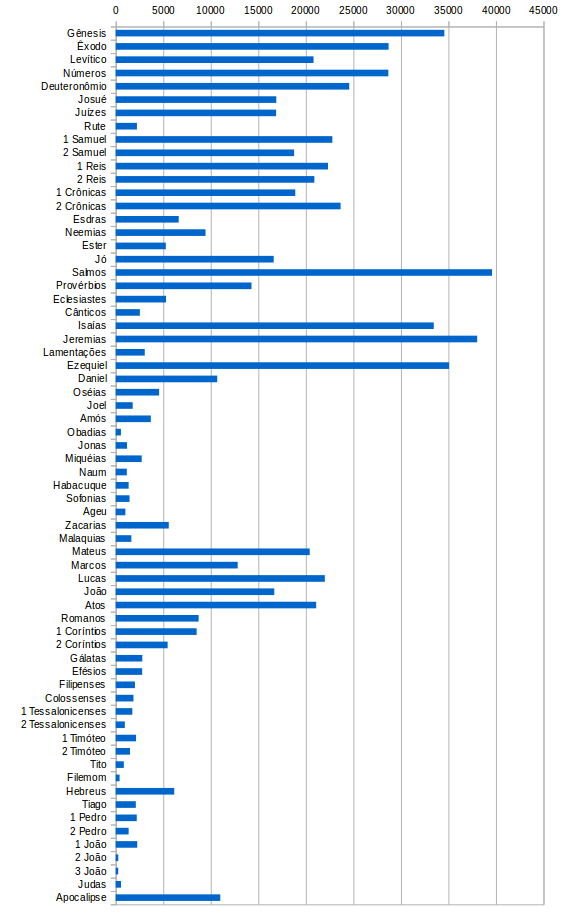 0 5000 10000 15000 20000 25000 30000 35000 40000 45000
Gênesis
Êxodo
Levítico
Números
Deuteronômio
Josué
Juízes
Rute
1 Samuel
2 Samuel
1 Reis
2 Reis
1 Crônicas
2 Crônicas
Esdras
Neemias
Ester
Jó
Salmos
Provérbios
Eclesiastes
Cânticos
Isaías
Jeremias
Lamentações
Ezequiel
Daniel
Oséias
Joel
Amós
Obadias
Jonas
Miquéias
Naum
Habacuque
Sofonias
Ageu
Zacarias
Malaquias
Mateus
Marcos
Lucas
João
Atos
Romanos
1 Coríntios
2 Coríntios
Gálatas
Efésios
Filipenses
Colossenses
1 Tessalonicenses
2 Tessalonicenses
1 Timóteo
2 Timóteo
Tito
Filemom
Hebreus
Tiago
1 Pedro
2 Pedro
1 João
2 João
3 João
Judas
Apocalipse